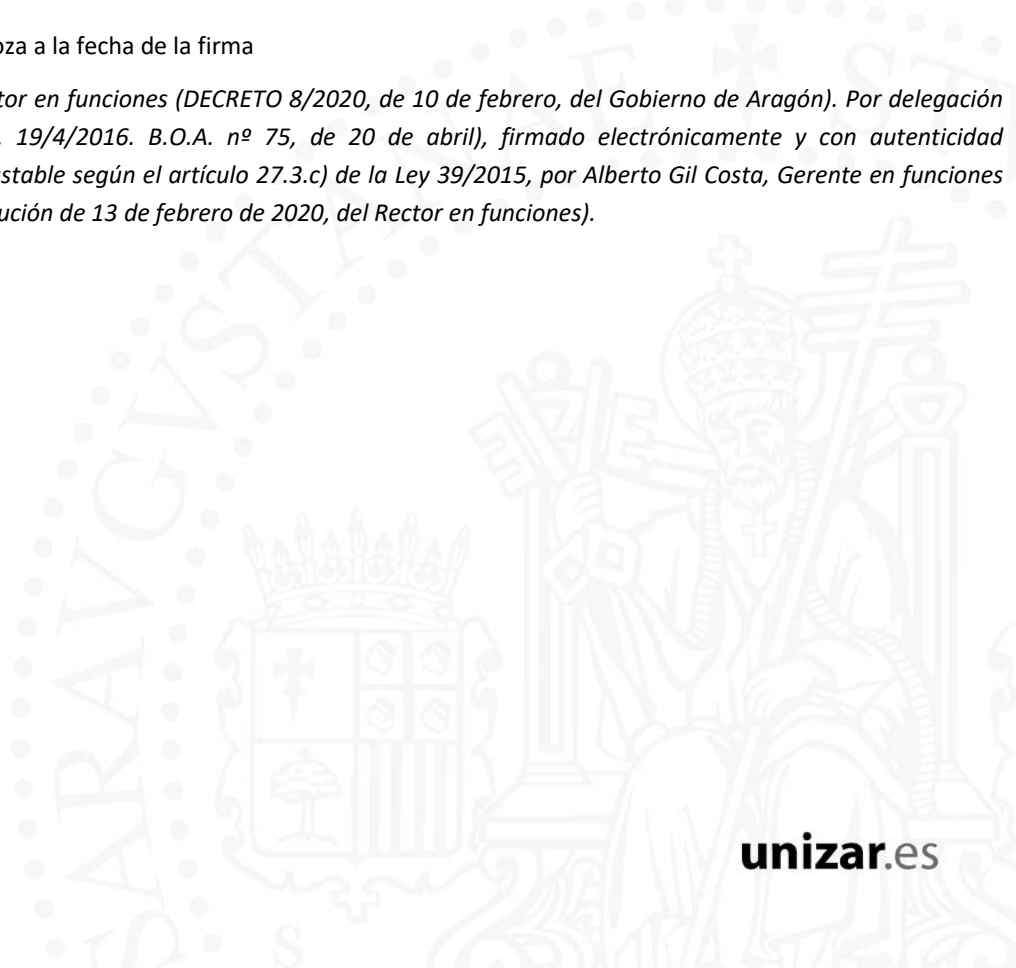 oza a la fecha de la firma
tor en funciones (DECRETO 8/2020, de 10 de febrero, del Gobierno de Aragón). Por delegación
. 19/4/2016. B.O.A. nº 75, de 20 de abril), firmado electrónicamente y con autenticidad
stable según el artículo 27.3.c) de la Ley 39/2015, por Alberto Gil Costa, Gerente en funciones
ución de 13 de febrero de 2020, del Rector en funciones).
SARAVGVSTANAE ST
S
unizar.es